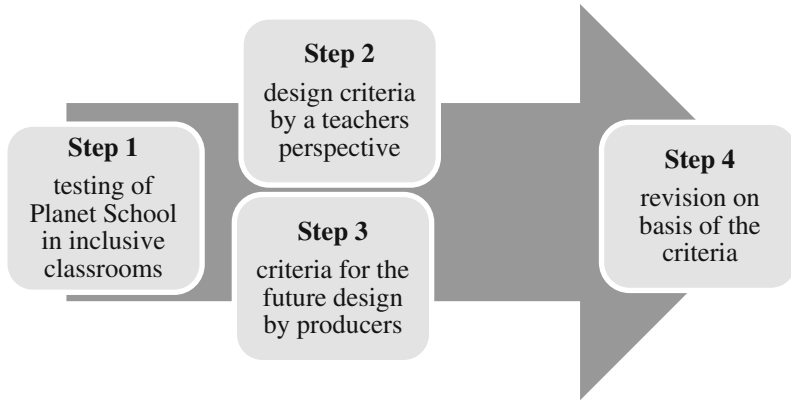 Step 1
testing of
Planet School
in inclusive
classrooms
Step 2
design criteria
by a teachers
perspective
Step 3
criteria for the
future design
by producers
Step 4
revision on
basis of the
criteria